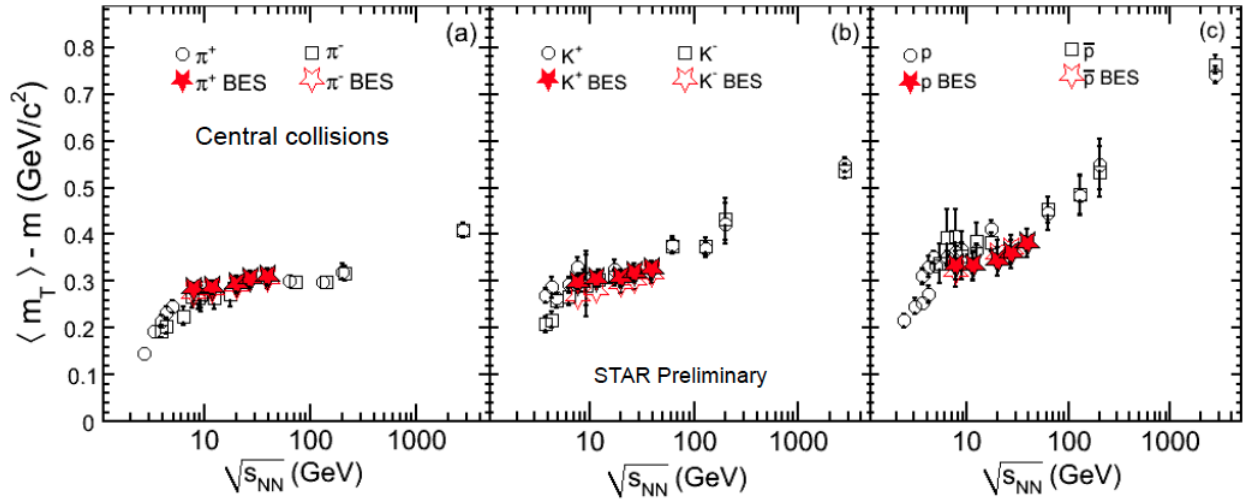 ⟨ m_T ⟩ - m (GeV/c²)
0.8
0.7
0.6
0.5
0.4
0.3
0.2
0.1
0
(a)
π⁺ π⁻
π⁺ BES π⁻ BES
Central collisions
10 100 1000
√s_NN (GeV)
(b)
K⁺ K⁻
K⁺ BES K⁻ BES
STAR Preliminary
10 100 1000
√s_NN (GeV)
(c)
p p̅
p BES p̅ BES
10 100 1000
√s_NN (GeV)